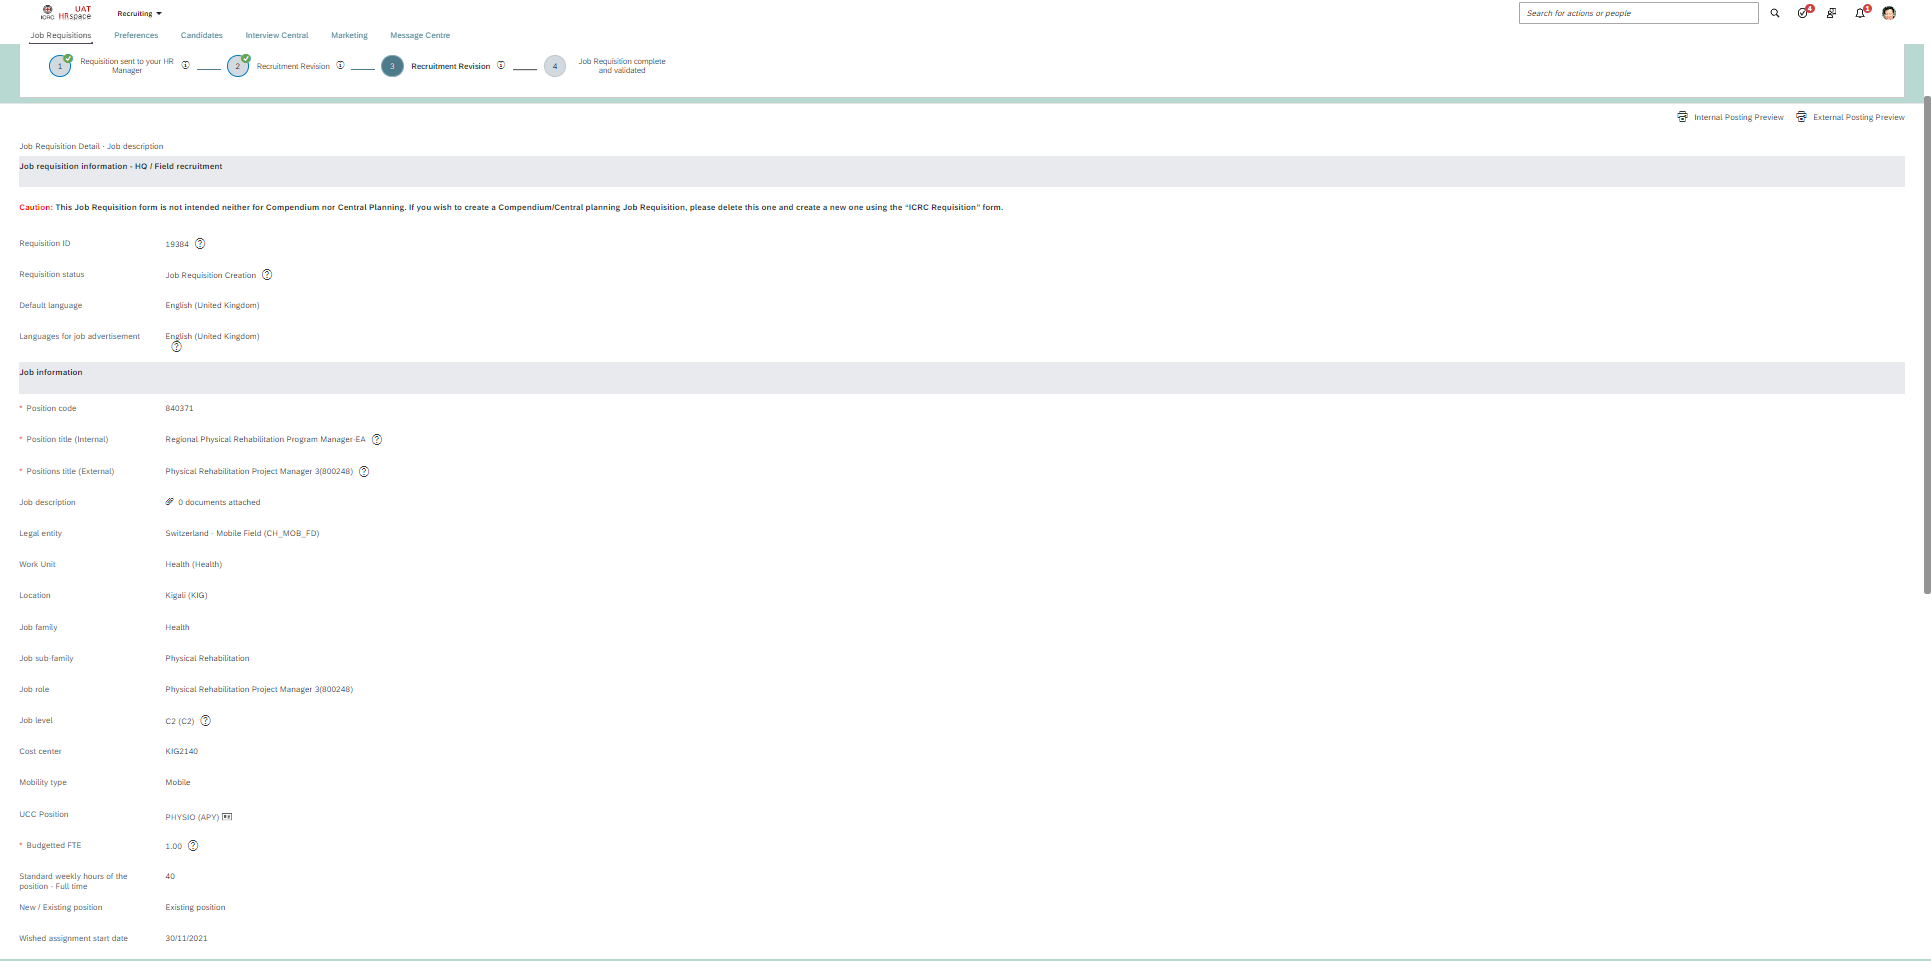 ICRC
UAT
HRspace
Recruiting
Search for actions or people
4
1
Job Requisitions
Preferences
Candidates
Interview Central
Marketing
Message Centre
1
Requisition sent to your HR
Manager
2
Recruitment Revision
3
Recruitment Revision
4
Job Requisition complete
and validated
Internal Posting Preview
External Posting Preview
Job Requisition Detail - Job description
Job requisition information - HQ / Field recruitment
Caution: This Job Requisition form is not intended neither for Compendium nor Central Planning. If you wish to create a Compendium/Central planning Job Requisition, please delete this one and create a new one using the "ICRC Requisition" form.
Requisition ID 19384 ?
Requisition status Job Requisition Creation ?
Default language English (United Kingdom)
Languages for job advertisement English (United Kingdom)
?
Job information
* Position code 840371
* Position title (Internal) Regional Physical Rehabilitation Program Manager-EA ?
* Positions title (External) Physical Rehabilitation Project Manager 3(800248) ?
Job description 0 documents attached
Legal entity Switzerland - Mobile Field (CH_MOB_FD)
Work Unit Health (Health)
Location Kigali (KIG)
Job family Health
Job sub-family Physical Rehabilitation
Job role Physical Rehabilitation Project Manager 3(800248)
Job level C2 (C2) ?
Cost center KIG2140
Mobility type Mobile
UCC Position PHYSIO (APY)
* Budgetted FTE 1.00 ?
Standard weekly hours of the 40
position - Full time
New / Existing position Existing position
Wished assignment start date 30/11/2021